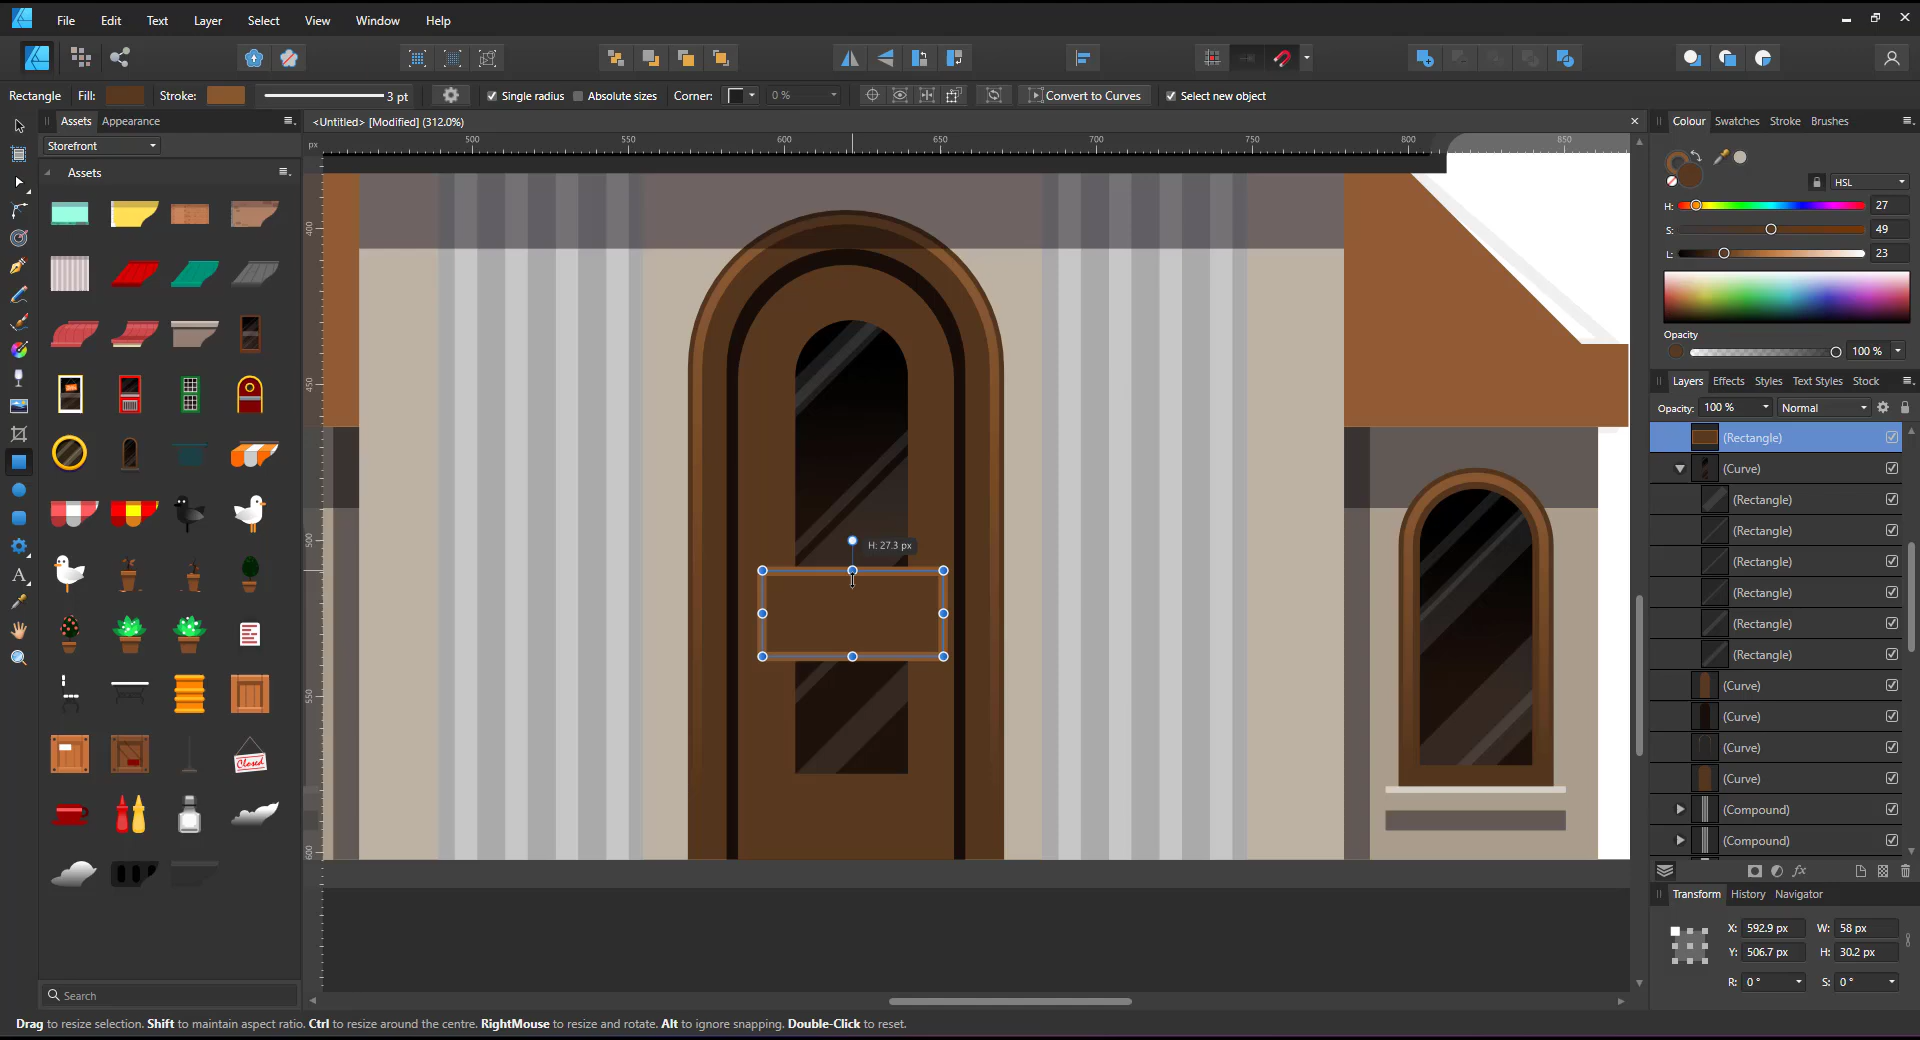 File Edit Text Layer Select View Window Help
Rectangle Fill: Stroke: 3 pt Single radius Absolute sizes Corner: 0 % Convert to Curves Select new object
Assets Appearance
<Untitled> [Modified] (312.0%)
Colour Swatches Stroke Brushes
Storefront
px 500 550 600 650 700 750 800 850
Assets
HSL
H: 27
S: 49
L: 23
400
Opacity
100 %
Layers Effects Styles Text Styles Stock
450
Opacity: 100 % Normal
(Rectangle)
(Curve)
(Rectangle)
(Rectangle)
500
H: 27.3 px
(Rectangle)
(Rectangle)
(Rectangle)
(Rectangle)
550
(Curve)
(Curve)
Closed
(Curve)
(Curve)
(Compound)
(Compound)
600
Transform History Navigator
X: 592.9 px W: 58 px
Y: 506.7 px H: 30.2 px
R: 0 ° S: 0 °
Search
Drag to resize selection. Shift to maintain aspect ratio. Ctrl to resize around the centre. RightMouse to resize and rotate. Alt to ignore snapping. Double-Click to reset.